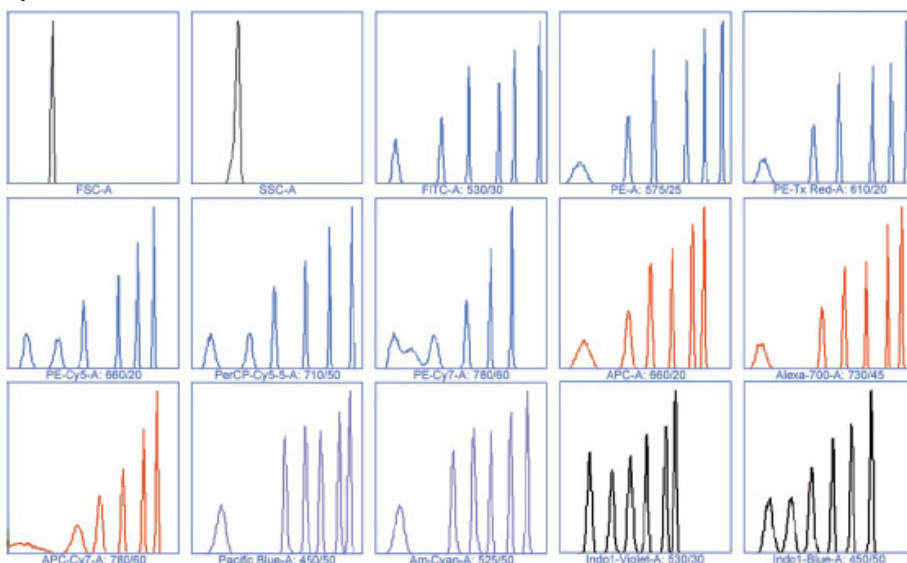 FSC-A
SSC-A
FITC-A: 530/30
PE-A: 575/25
PE-Tx Red-A: 610/20
PE-Cy5-A: 660/20
PerCP-Cy5-5-A: 710/50
PE-Cy7-A: 780/60
APC-A: 660/20
Alexa-700-A: 730/45
APC-Cy7-A: 780/60
Pacific Blue-A: 450/50
Am-Cyan-A: 525/50
Indo1-Violet-A: 530/30
Indo1-Blue-A: 450/50